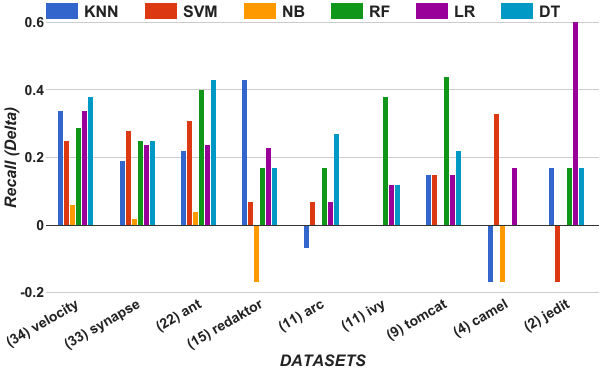 KNN SVM NB RF LR DT
0.6
0.4
0.2
0
-0.2
Recall (Delta)
(34) velocity
(33) synapse
(22) ant
(15) redaktor
(11) arc
(11) ivy
(9) tomcat
(4) camel
(2) jedit
DATASETS